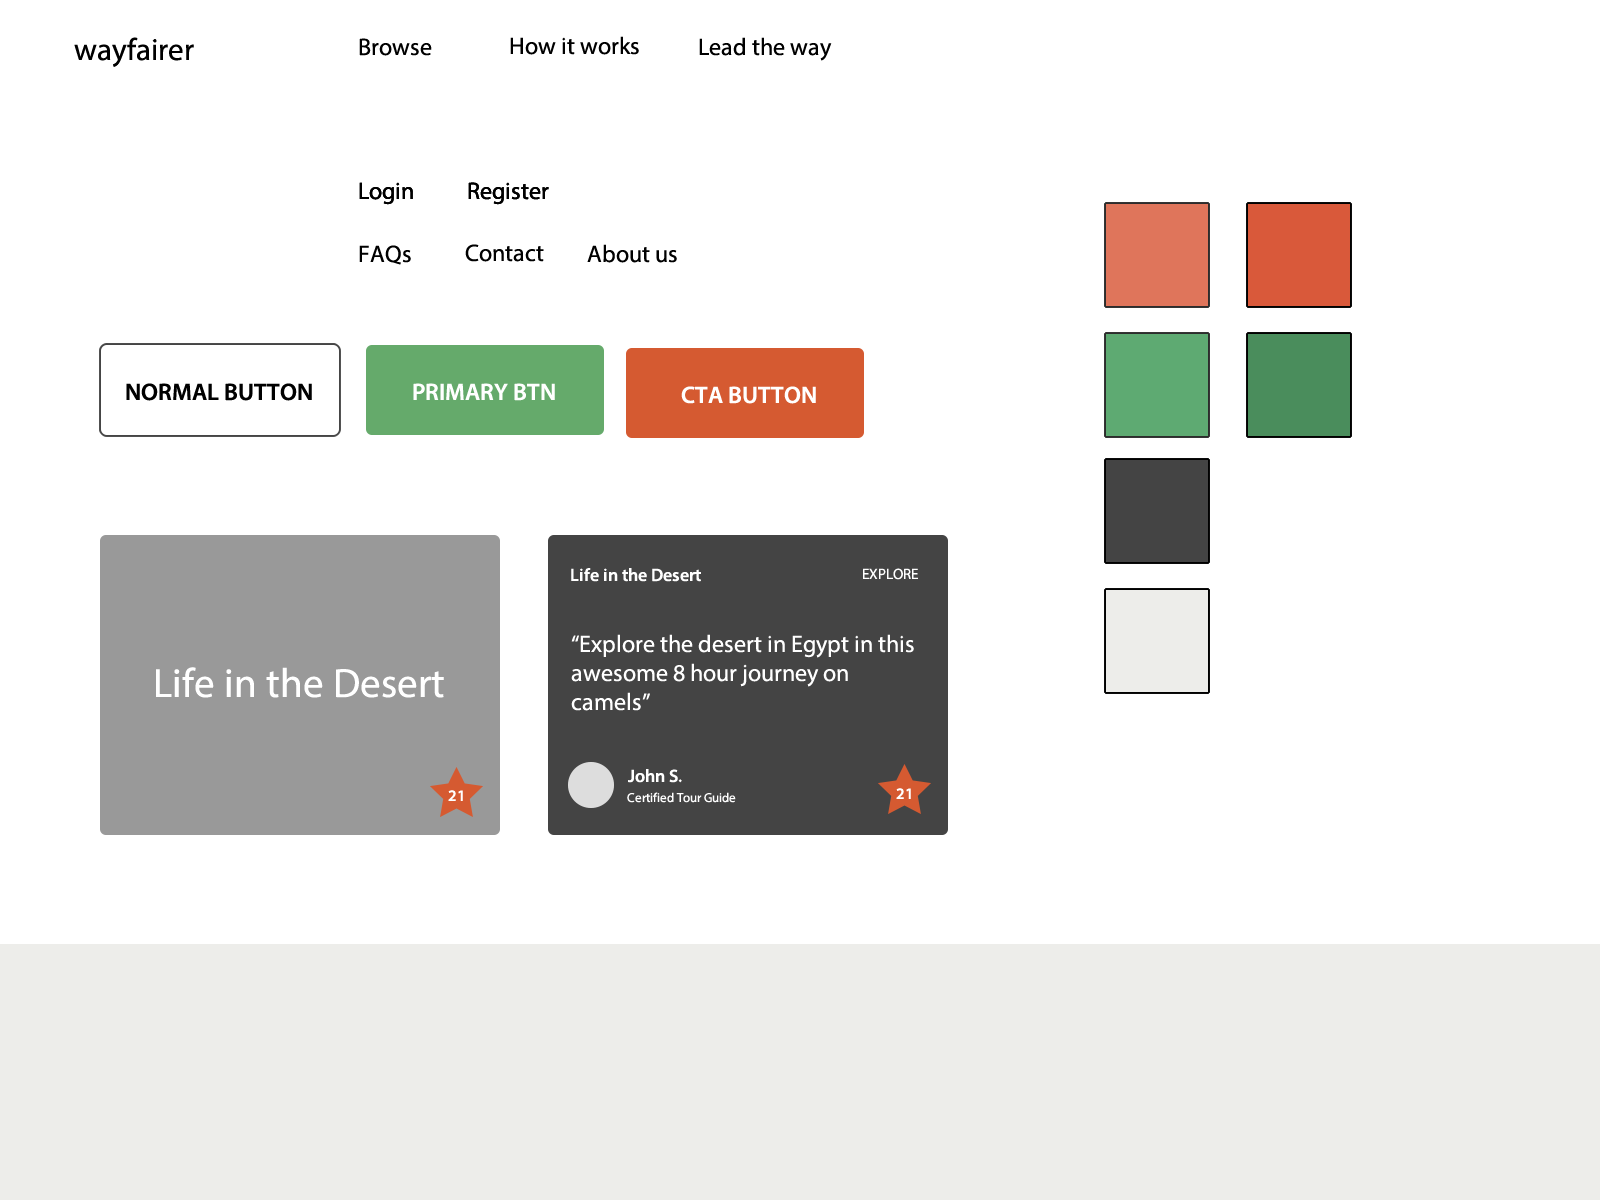 wayfairer
Browse
How it works
Lead the way
Login
Register
FAQs
Contact
About us
NORMAL BUTTON
PRIMARY BTN
CTA BUTTON
Life in the Desert
21
Life in the Desert
EXPLORE
“Explore the desert in Egypt in this
awesome 8 hour journey on
camels”
John S.
Certified Tour Guide
21